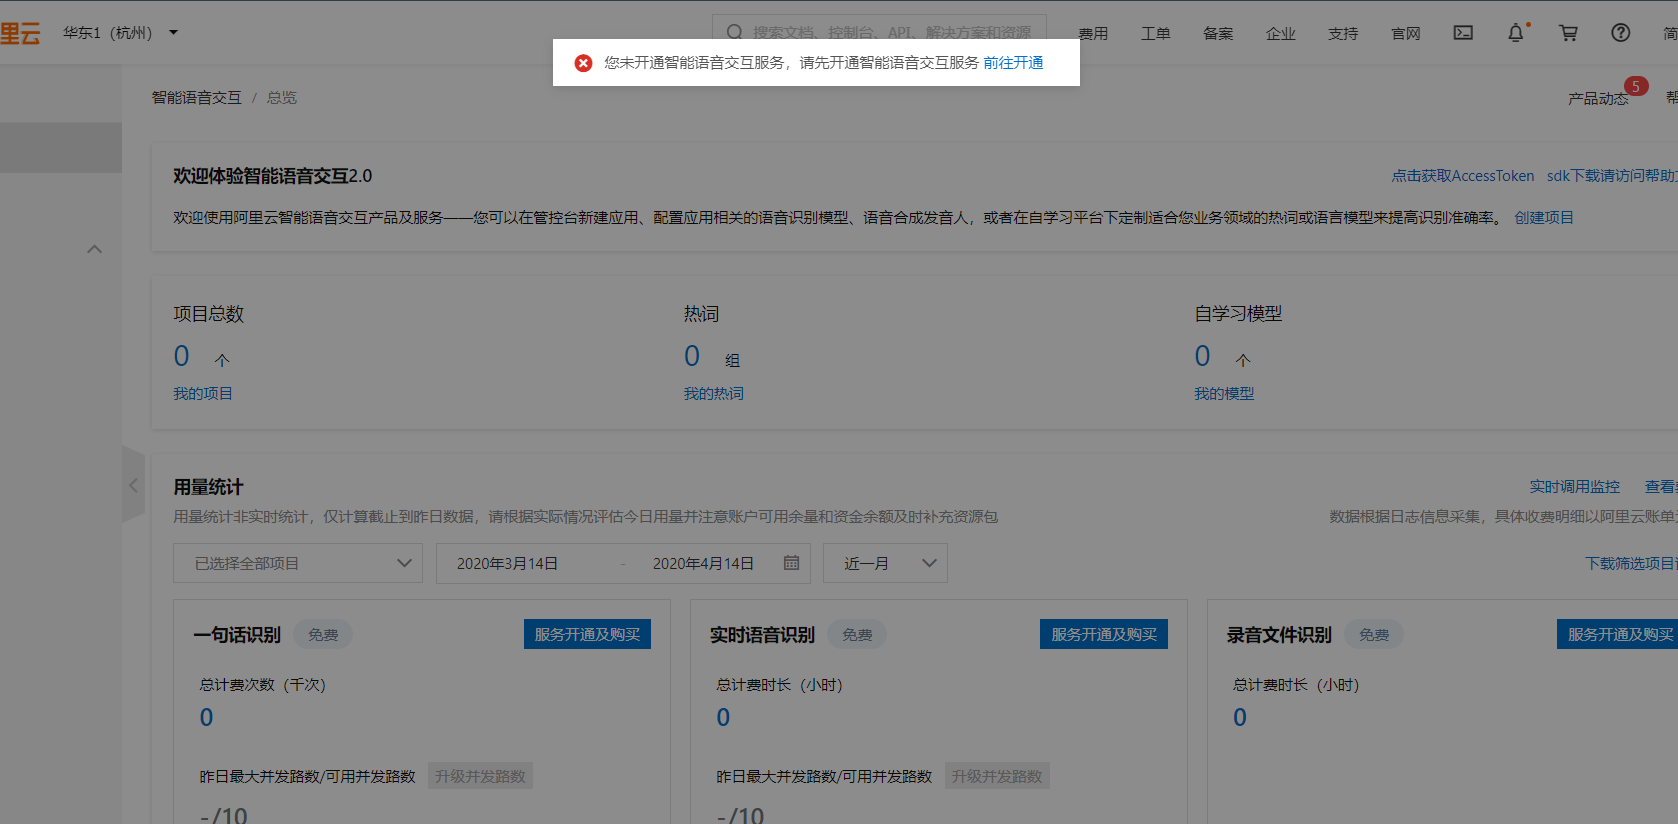 里云 华东1（杭州） 搜索文档、控制台、API、解决方案和资源 费用 工单 备案 企业 支持 官网 简
您未开通智能语音交互服务，请先开通智能语音交互服务 前往开通
智能语音交互 / 总览 产品动态 5 帮
欢迎体验智能语音交互2.0 点击获取AccessToken sdk下载请访问帮助文
欢迎使用阿里云智能语音交互产品及服务——您可以在管控台新建应用、配置应用相关的语音识别模型、语音合成发音人，或者在自学习平台下定制适合您业务领域的热词或语言模型来提高识别准确率。 创建项目
项目总数 热词 自学习模型
0 个 0 组 0 个
我的项目 我的热词 我的模型
用量统计 实时调用监控 查看
用量统计非实时统计，仅计算截止到昨日数据，请根据实际情况评估今日用量并注意账户可用余量和资金余额及时补充资源包 数据根据日志信息采集，具体收费明细以阿里云账单
已选择全部项目 2020年3月14日 - 2020年4月14日 近一月 下载筛选项目
一句话识别 免费 服务开通及购买 实时语音识别 免费 服务开通及购买 录音文件识别 免费 服务开通及购买
总计费次数（千次） 总计费时长（小时） 总计费时长（小时）
0 0 0
昨日最大并发路数/可用并发路数 升级并发路数 昨日最大并发路数/可用并发路数 升级并发路数
-/10 -/10